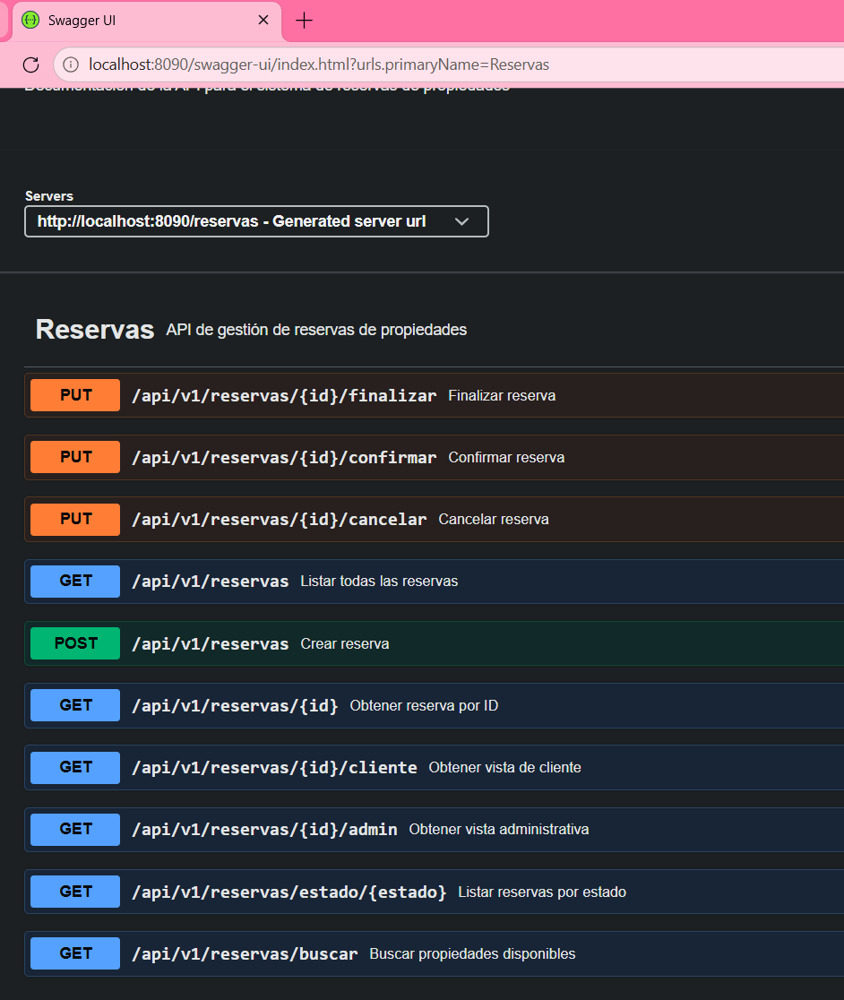 Swagger UI
localhost:8090/swagger-ui/index.html?urls.primaryName=Reservas
Documentación de la API para el sistema de reservas de propiedades
Servers
http://localhost:8090/reservas - Generated server url
Reservas API de gestión de reservas de propiedades
PUT /api/v1/reservas/{id}/finalizar Finalizar reserva
PUT /api/v1/reservas/{id}/confirmar Confirmar reserva
PUT /api/v1/reservas/{id}/cancelar Cancelar reserva
GET /api/v1/reservas Listar todas las reservas
POST /api/v1/reservas Crear reserva
GET /api/v1/reservas/{id} Obtener reserva por ID
GET /api/v1/reservas/{id}/cliente Obtener vista de cliente
GET /api/v1/reservas/{id}/admin Obtener vista administrativa
GET /api/v1/reservas/estado/{estado} Listar reservas por estado
GET /api/v1/reservas/buscar Buscar propiedades disponibles